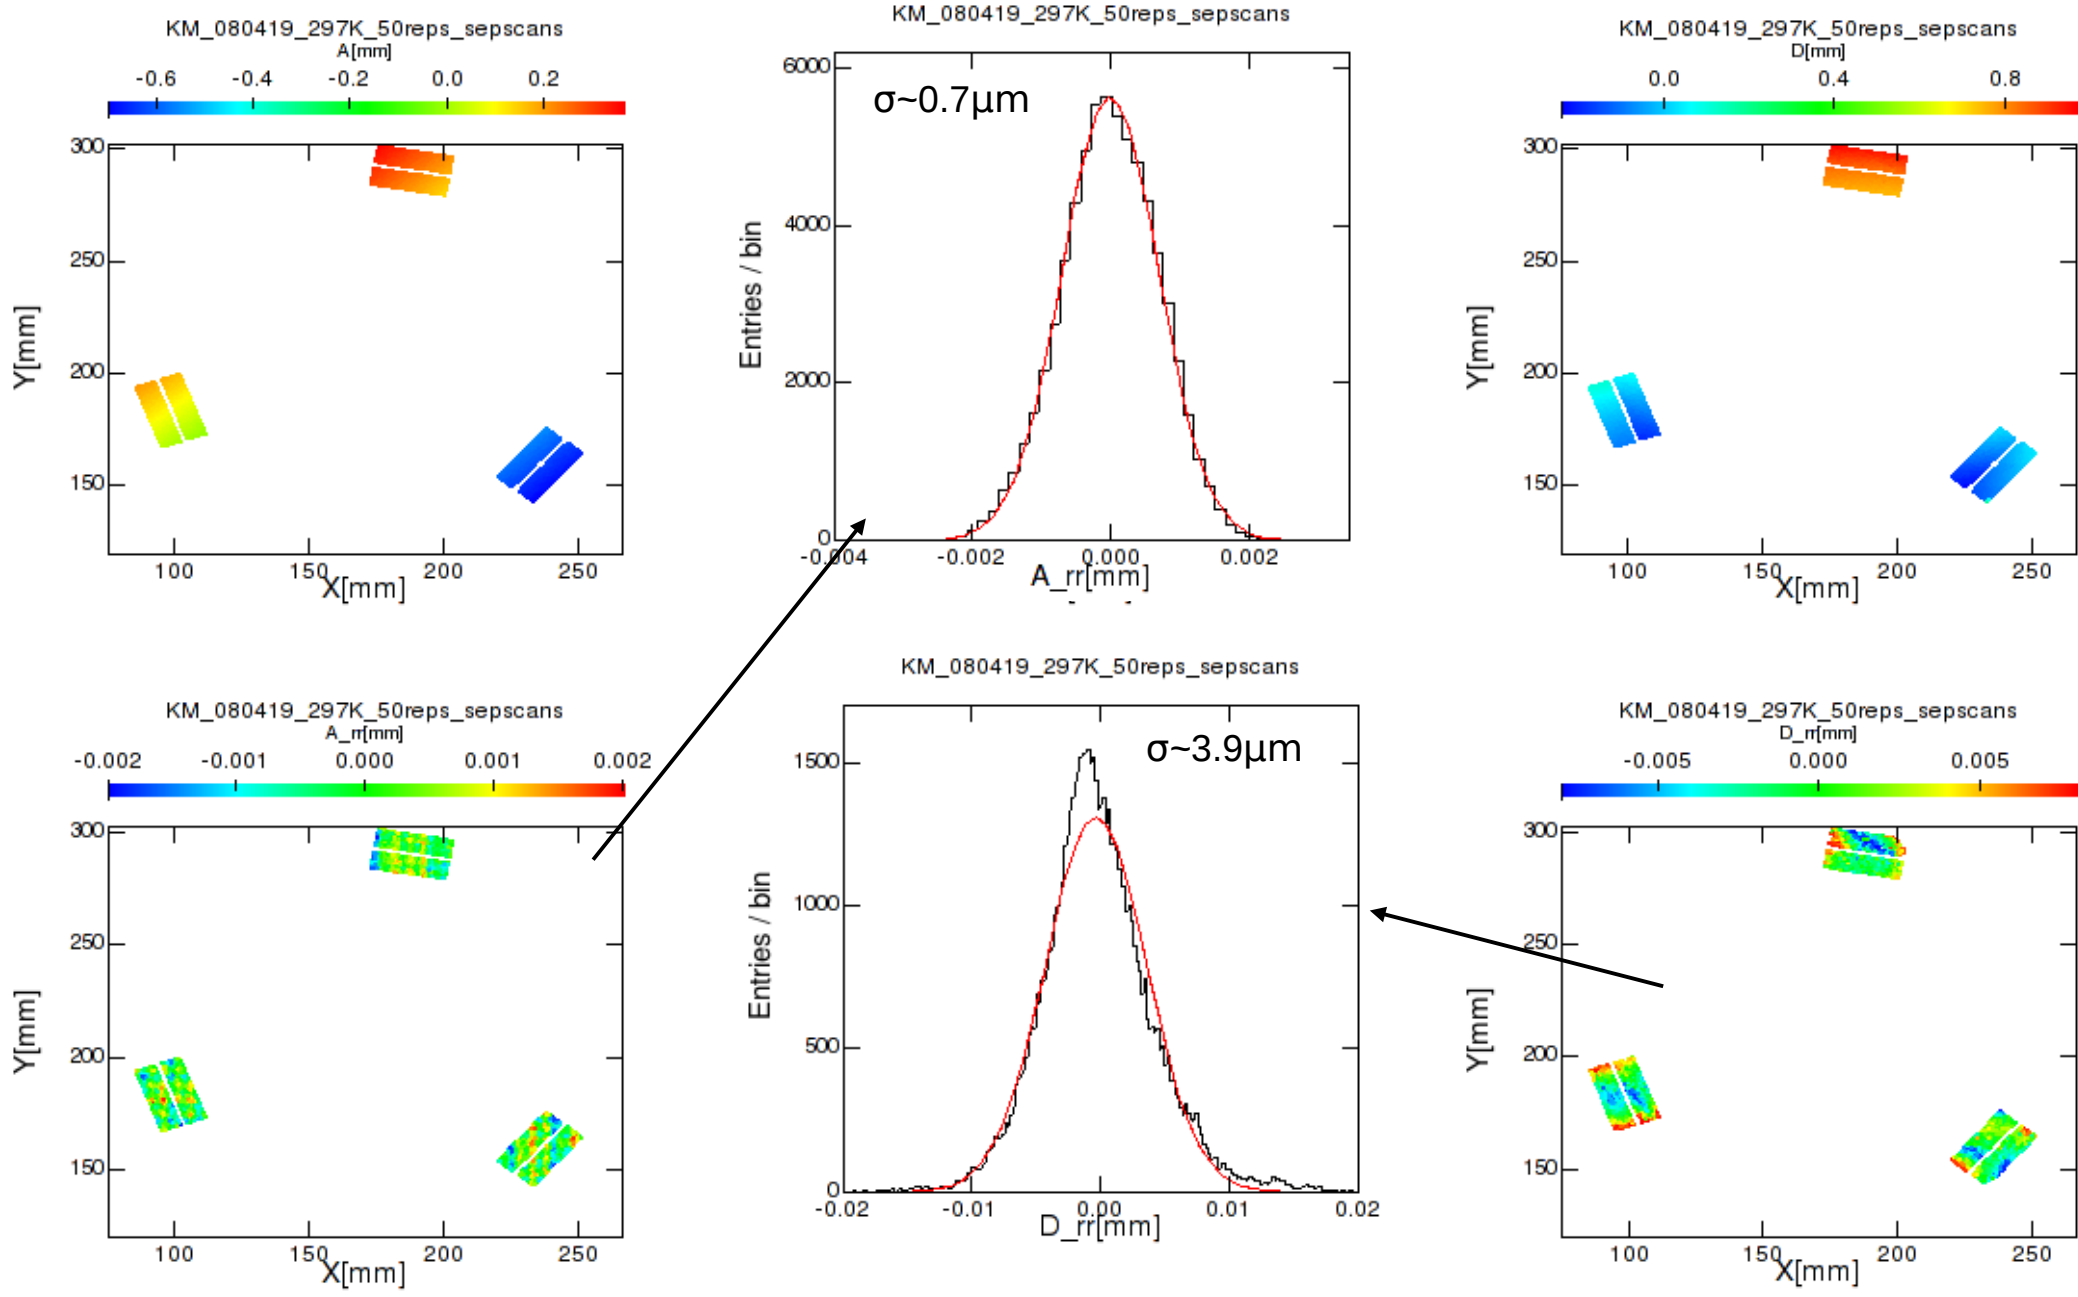 KM_080419_297K_50reps_sepscans
A[mm]
-0.6 -0.4 -0.2 0.0 0.2
300
250
200
150
Y[mm]
100 150 200 250
X[mm]
KM_080419_297K_50reps_sepscans
σ~0.7μm
6000
4000
2000
0
Entries / bin
-0.004 -0.002 0.000 0.002
A_rr[mm]
KM_080419_297K_50reps_sepscans
D[mm]
0.0 0.4 0.8
300
250
200
150
Y[mm]
100 150 200 250
X[mm]
KM_080419_297K_50reps_sepscans
A_rr[mm]
-0.002 -0.001 0.000 0.001 0.002
300
250
200
150
Y[mm]
100 150 200 250
X[mm]
KM_080419_297K_50reps_sepscans
σ~3.9μm
1500
1000
500
0
Entries / bin
-0.02 -0.01 0.00 0.01 0.02
D_rr[mm]
KM_080419_297K_50reps_sepscans
D_rr[mm]
-0.005 0.000 0.005
300
250
200
150
Y[mm]
100 150 200 250
X[mm]